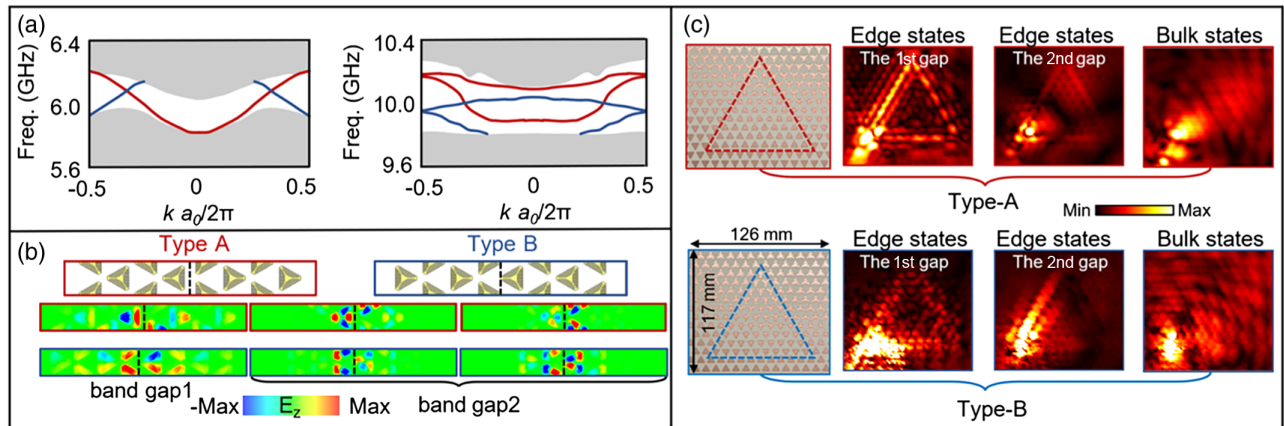 (a)
6.4
6.0
5.6
Freq. (GHz)
-0.5
0
0.5
k a₀/2π
10.4
10.0
9.6
Freq. (GHz)
-0.5
0
0.5
k a₀/2π
(b)
Type A
Type B
band gap1
band gap2
-Max
E_z
Max
(c)
Edge states
The 1st gap
Edge states
The 2nd gap
Bulk states
Type-A
Min
Max
126 mm
117 mm
Edge states
The 1st gap
Edge states
The 2nd gap
Bulk states
Type-B